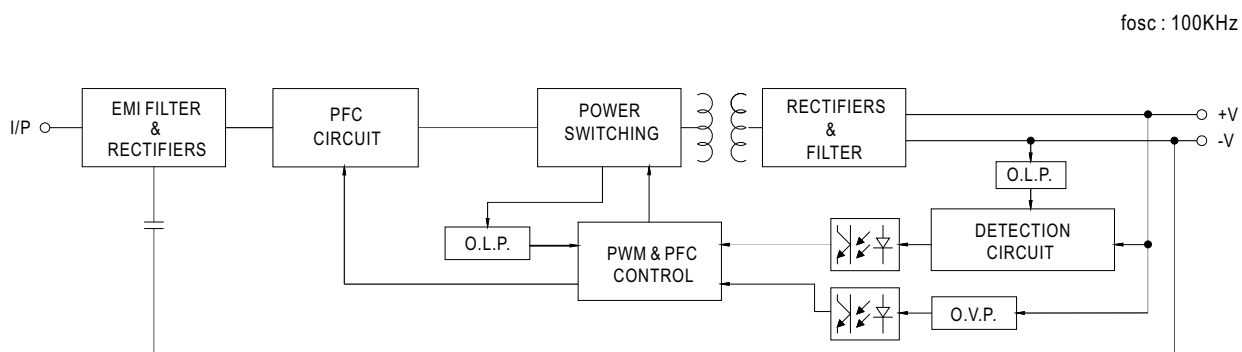 fosc : 100KHz
I/P
EMI FILTER
&
RECTIFIERS
PFC
CIRCUIT
POWER
SWITCHING
RECTIFIERS
&
FILTER
+V
-V
O.L.P.
O.L.P.
PWM & PFC
CONTROL
DETECTION
CIRCUIT
O.V.P.